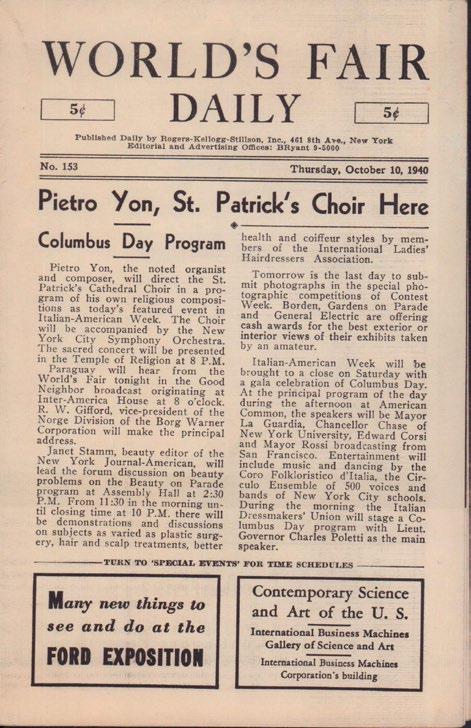 WORLD'S FAIR
DAILY
5¢
5¢
Published Daily by Rogers-Kellogg-Stillson, Inc., 461 8th Ave., New York
Editorial and Advertising Offices: BRyant 9-5000
No. 153
Thursday, October 10, 1940
Pietro Yon, St. Patrick's Choir Here
Columbus Day Program
Pietro Yon, the noted organist
and composer, will direct the St.
Patrick's Cathedral Choir in a pro-
gram of his own religious composi-
tions as today's featured event in
Italian-American Week. The Choir
will be accompanied by the New
York City Symphony Orchestra.
The sacred concert will be presented
in the Temple of Religion at 8 P.M.
Paraguay will hear from the
World's Fair tonight in the Good
Neighbor broadcast originating at
Inter-America House at 8 o'clock.
R. W. Gifford, vice-president of the
Norge Division of the Borg Warner
Corporation will make the principal
address.
Janet Stamm, beauty editor of the
New York Journal-American, will
lead the forum discussion on beauty
problems on the Beauty on Parade
program at Assembly Hall at 2:30
P.M. From 11:30 in the morning un-
til closing time at 10 P.M. there will
be demonstrations and discussions
on subjects as varied as plastic surg-
ery, hair and scalp treatments, better
health and coiffeur styles by mem-
bers of the International Ladies'
Hairdressers Association.
Tomorrow is the last day to sub-
mit photographs in the special pho-
tographic competitions of Contest
Week. Borden, Gardens on Parade
and General Electric are offering
cash awards for the best exterior or
interior views of their exhibits taken
by an amateur.
Italian-American Week will be
brought to a close on Saturday with
a gala celebration of Columbus Day.
At the principal program of the day
during the afternoon at American
Common, the speakers will be Mayor
La Guardia, Chancellor Chase of
New York University, Edward Corsi
and Mayor Rossi broadcasting from
San Francisco. Entertainment will
include music and dancing by the
Coro Folkloristico d'Italia, the Cir-
culo Ensemble of 500 voices and
bands of New York City schools.
During the morning the Italian
Dressmakers' Union will stage a Co-
lumbus Day program with Lieut.
Governor Charles Poletti as the main
speaker.
TURN TO 'SPECIAL EVENTS' FOR TIME SCHEDULES
Many new things to
see and do at the
FORD EXPOSITION
Contemporary Science
and Art of the U. S.
International Business Machines
Gallery of Science and Art
International Business Machines
Corporation's building